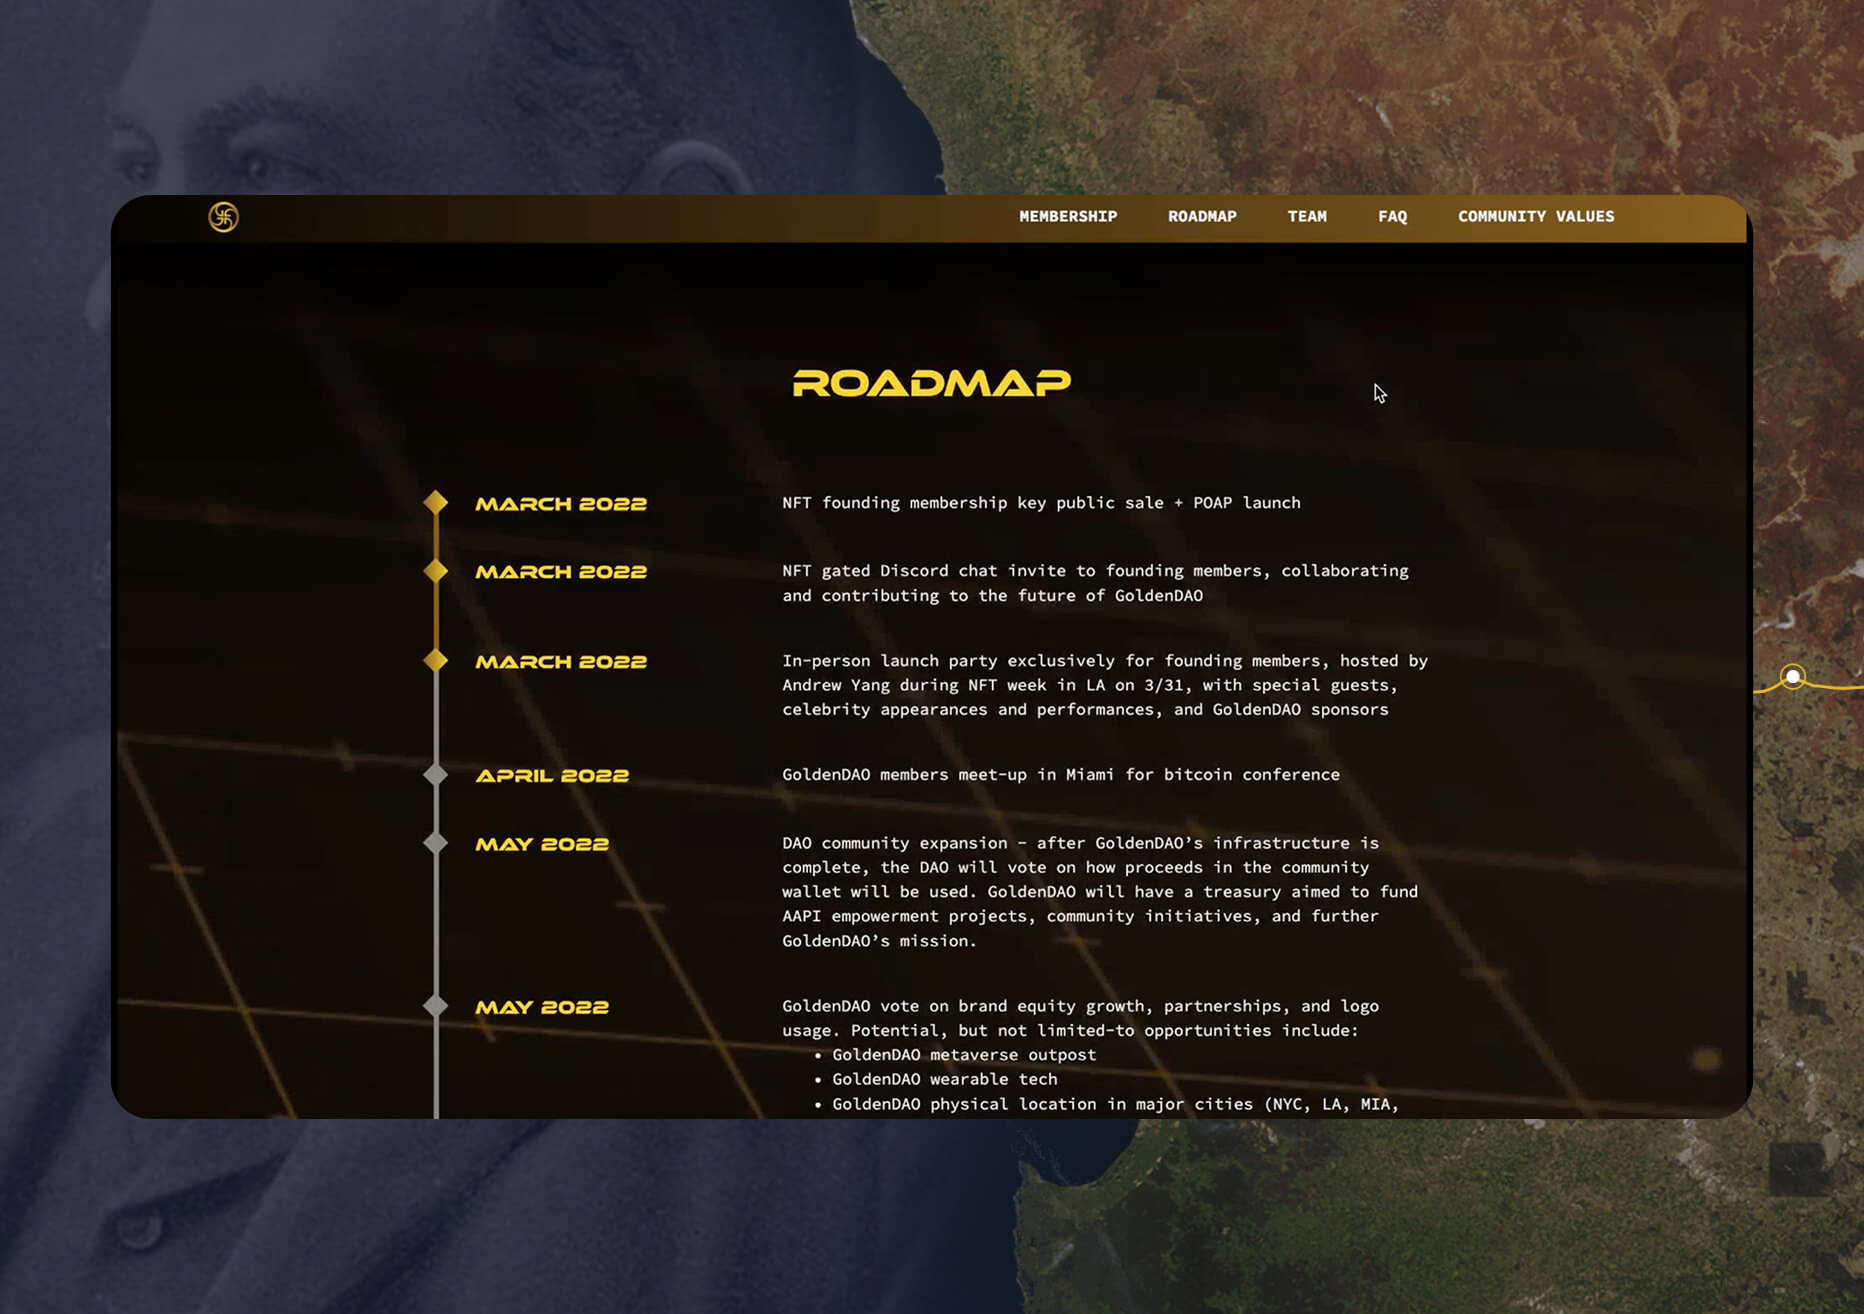 MEMBERSHIP ROADMAP TEAM FAQ COMMUNITY VALUES
ROADMAP
MARCH 2022
NFT founding membership key public sale + POAP launch
MARCH 2022
NFT gated Discord chat invite to founding members, collaborating
and contributing to the future of GoldenDAO
MARCH 2022
In-person launch party exclusively for founding members, hosted by
Andrew Yang during NFT week in LA on 3/31, with special guests,
celebrity appearances and performances, and GoldenDAO sponsors
APRIL 2022
GoldenDAO members meet-up in Miami for bitcoin conference
MAY 2022
DAO community expansion – after GoldenDAO’s infrastructure is
complete, the DAO will vote on how proceeds in the community
wallet will be used. GoldenDAO will have a treasury aimed to fund
AAPI empowerment projects, community initiatives, and further
GoldenDAO’s mission.
MAY 2022
GoldenDAO vote on brand equity growth, partnerships, and logo
usage. Potential, but not limited-to opportunities include:
• GoldenDAO metaverse outpost
• GoldenDAO wearable tech
• GoldenDAO physical location in major cities (NYC, LA, MIA,